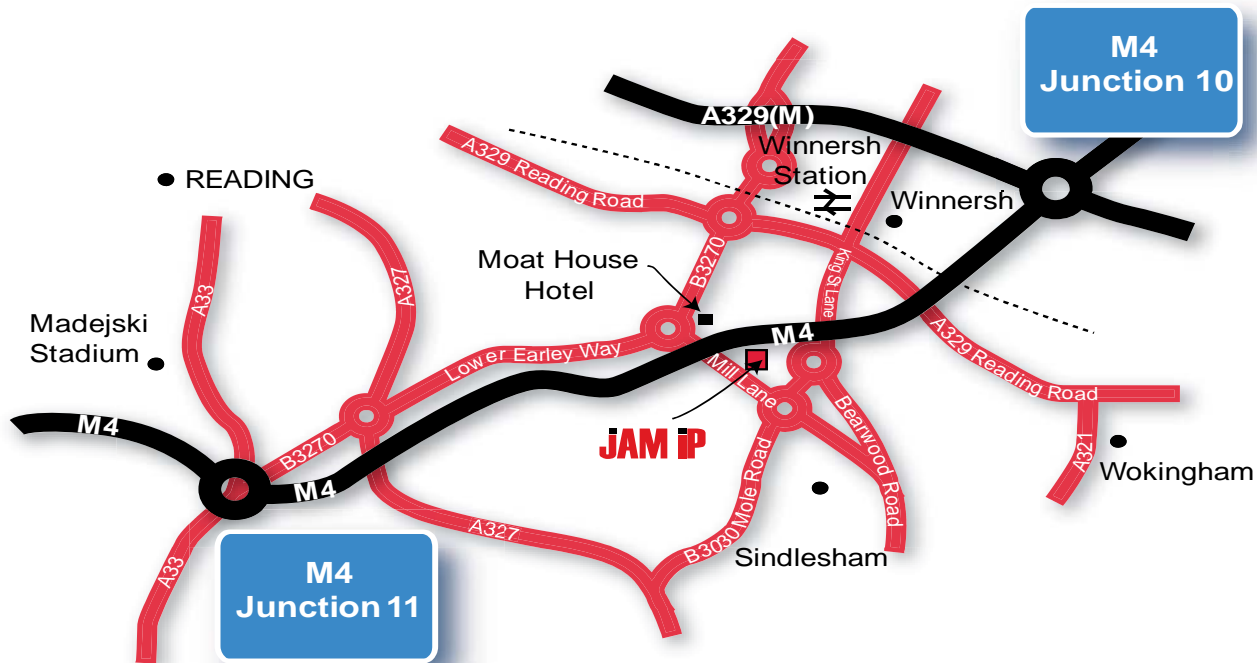 M4
Junction 10
A329(M)
Winnersh
Station
A329 Reading Road
READING
Winnersh
B3270
King St Lane
Moat House
Hotel
A33
A327
Madejski
Stadium
M4
A329 Reading Road
Lower Earley Way
Mill Lane
Bearwood Road
M4
B3270
JAM iP
A321
Wokingham
M4
A327
B3030 Mole Road
Sindlesham
A33
M4
Junction 11